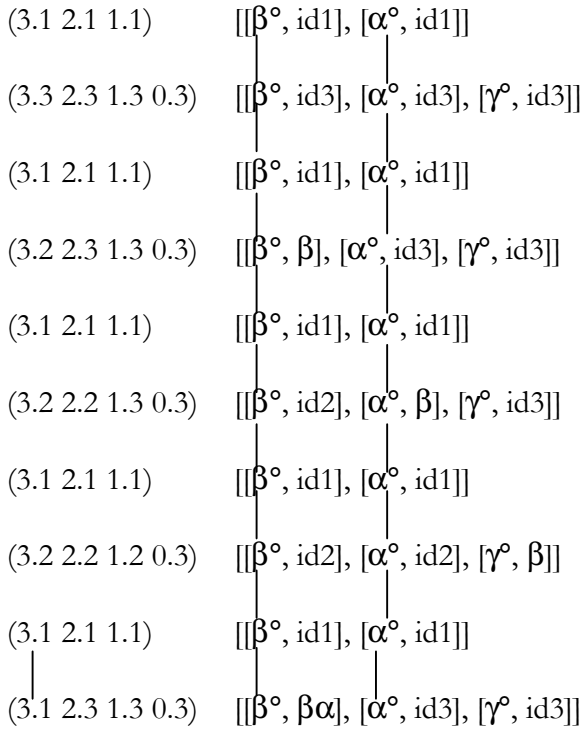 (3.1 2.1 1.1) [[β°, id1], [α°, id1]]
(3.3 2.3 1.3 0.3) [[β°, id3], [α°, id3], [γ°, id3]]
(3.1 2.1 1.1) [[β°, id1], [α°, id1]]
(3.2 2.3 1.3 0.3) [[β°, β], [α°, id3], [γ°, id3]]
(3.1 2.1 1.1) [[β°, id1], [α°, id1]]
(3.2 2.2 1.3 0.3) [[β°, id2], [α°, β], [γ°, id3]]
(3.1 2.1 1.1) [[β°, id1], [α°, id1]]
(3.2 2.2 1.2 0.3) [[β°, id2], [α°, id2], [γ°, β]]
(3.1 2.1 1.1) [[β°, id1], [α°, id1]]
(3.1 2.3 1.3 0.3) [[β°, βα], [α°, id3], [γ°, id3]]